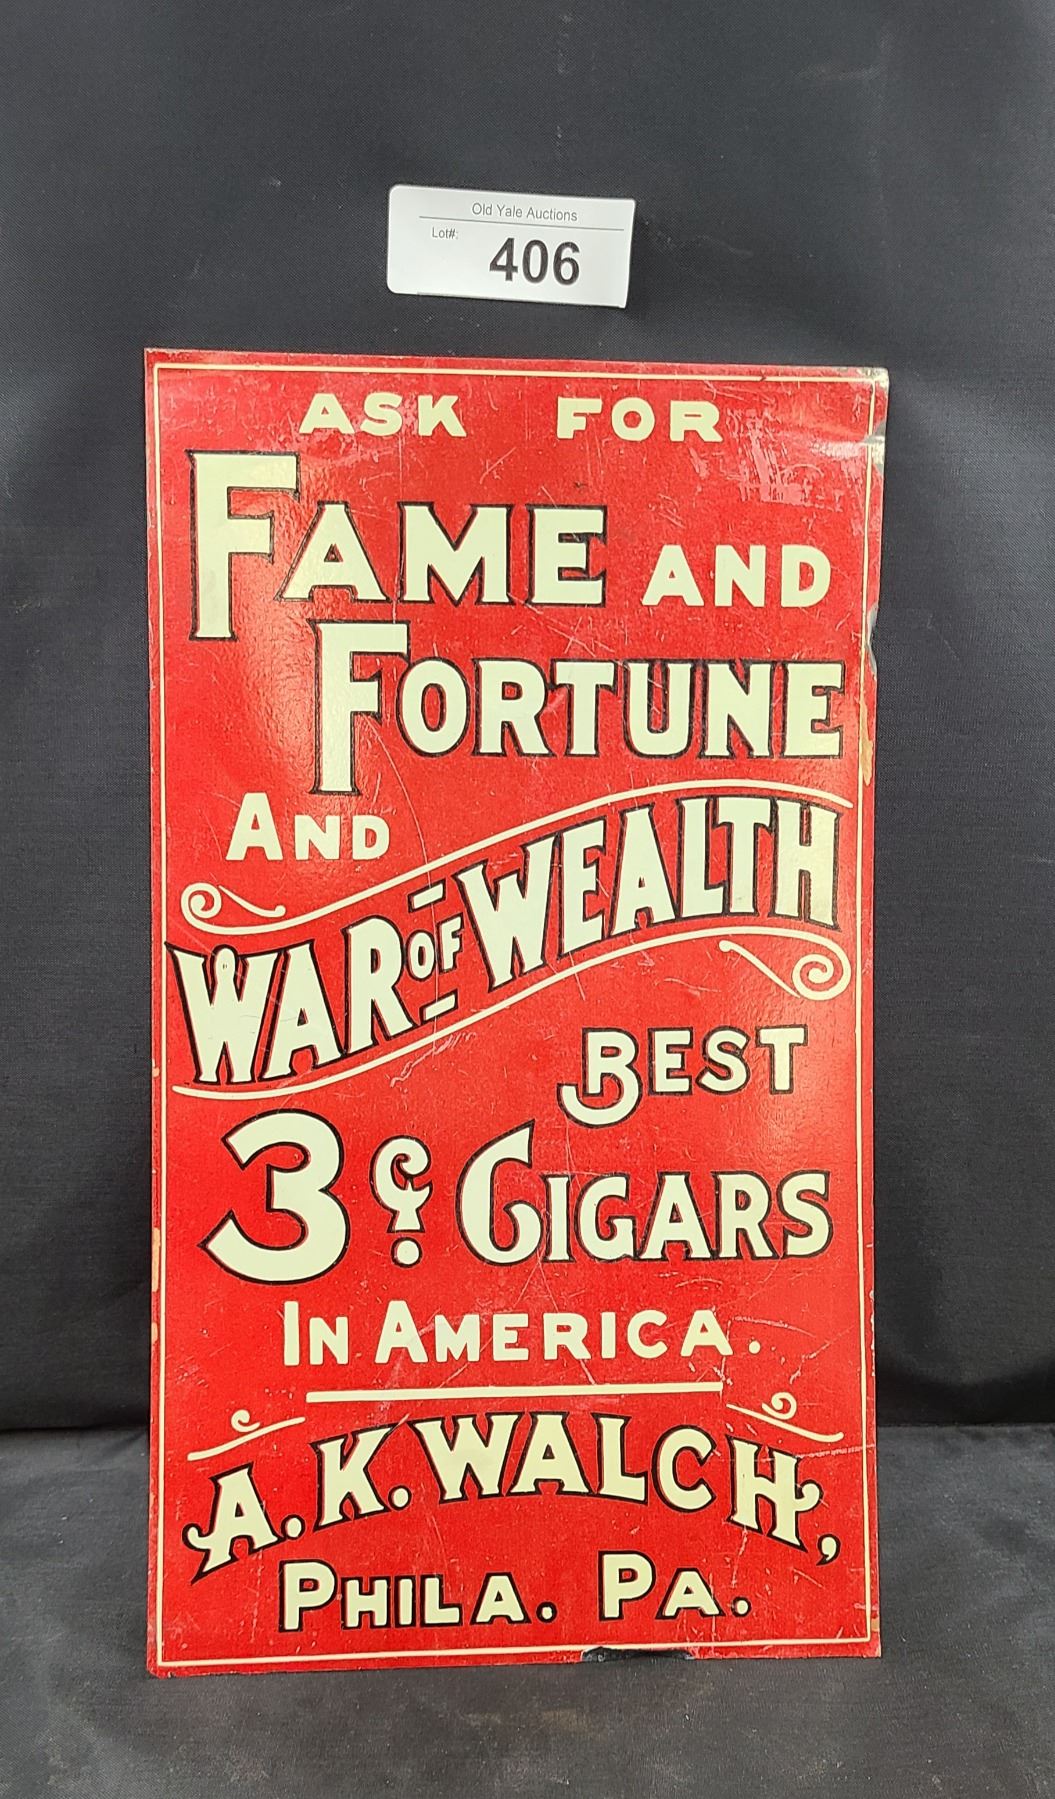 Old Yale Auctions
Lot#: 406
ASK FOR
FAME AND
FORTUNE
AND
WAR OF WEALTH
BEST
3¢ CIGARS
IN AMERICA.
A. K. WALCH,
PHILA. PA.